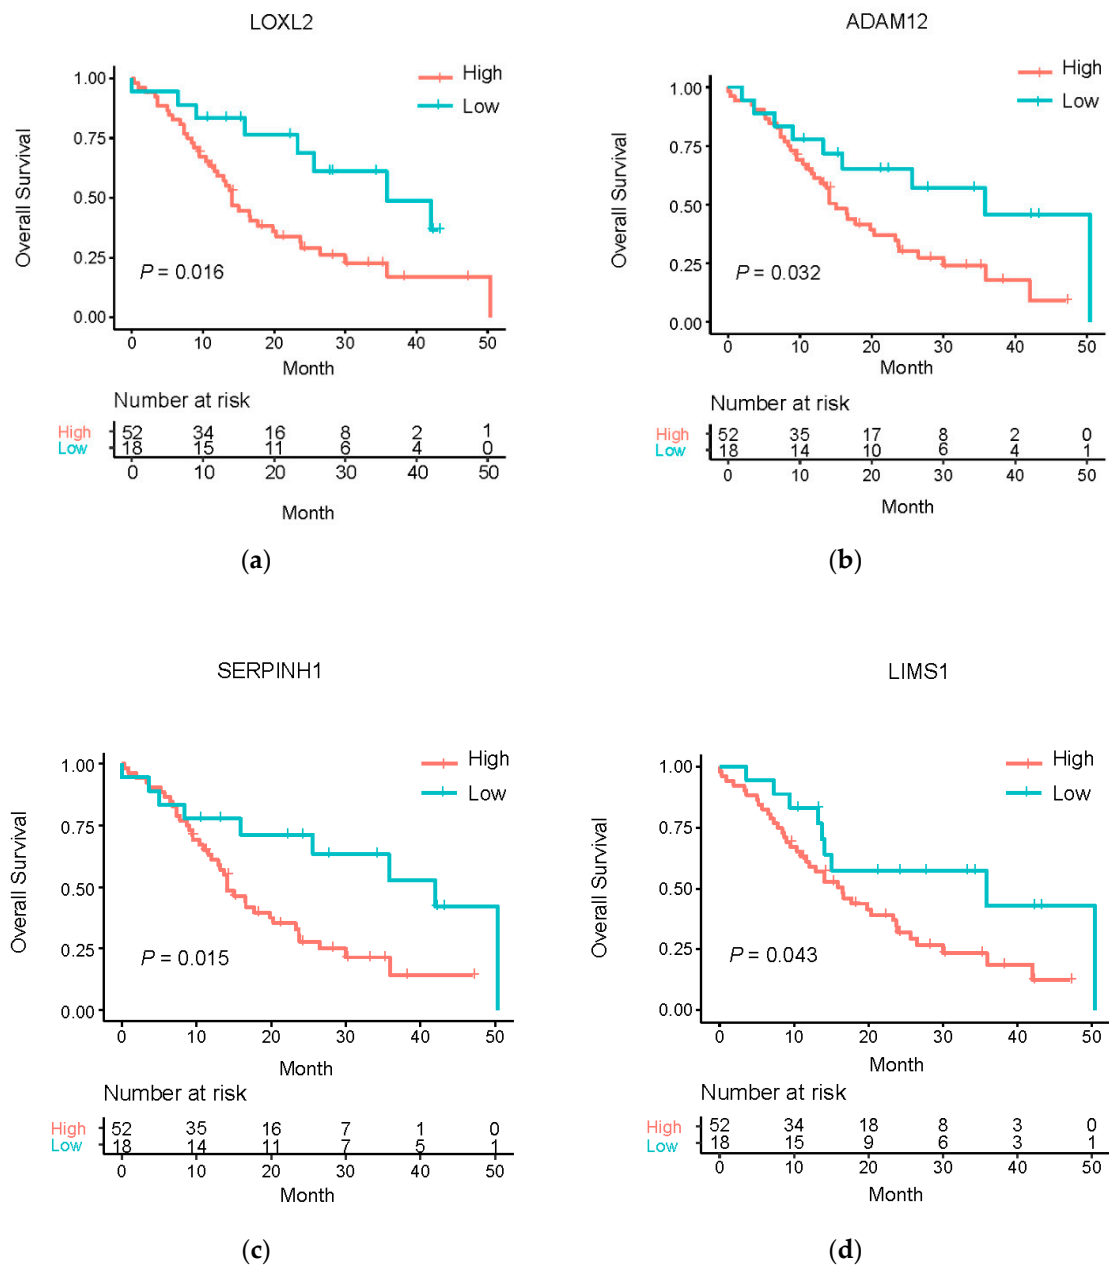 LOXL2
High
Low
1.00
0.75
0.50
0.25
0.00
Overall Survival
P = 0.016
0 10 20 30 40 50
Month
Number at risk
High 52 34 16 8 2 1
Low 18 15 11 6 4 0
0 10 20 30 40 50
Month
(a)
ADAM12
High
Low
1.00
0.75
0.50
0.25
0.00
Overall Survival
P = 0.032
0 10 20 30 40 50
Month
Number at risk
High 52 35 17 8 2 0
Low 18 14 10 6 4 1
0 10 20 30 40 50
Month
(b)
SERPINH1
High
Low
1.00
0.75
0.50
0.25
0.00
Overall Survival
P = 0.015
0 10 20 30 40 50
Month
Number at risk
High 52 35 16 7 1 0
Low 18 14 11 7 5 1
0 10 20 30 40 50
Month
(c)
LIMS1
High
Low
1.00
0.75
0.50
0.25
0.00
Overall Survival
P = 0.043
0 10 20 30 40 50
Month
Number at risk
High 52 34 18 8 3 0
Low 18 15 9 6 3 1
0 10 20 30 40 50
Month
(d)